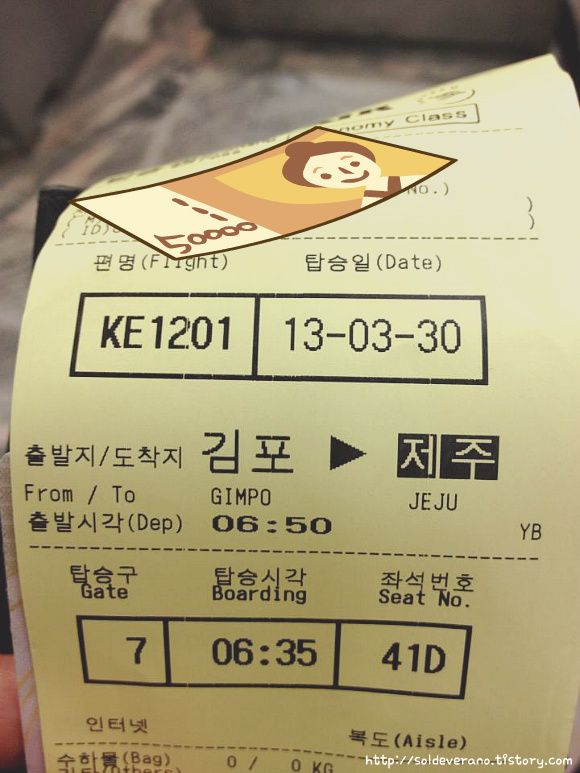 Economy Class
No.)
50000
편명(Flight) 탑승일(Date)
KE1201 13-03-30
출발지/도착지 김포 ▶ 제주
From / To GIMPO JEJU
출발시각(Dep) 06:50 YB
탑승구 탑승시각 좌석번호
Gate Boarding Seat No.
7 06:35 41D
인터넷 복도(Aisle)
수하물(Bag) 0 / 0 KG
http://soldeverano.tistory.com